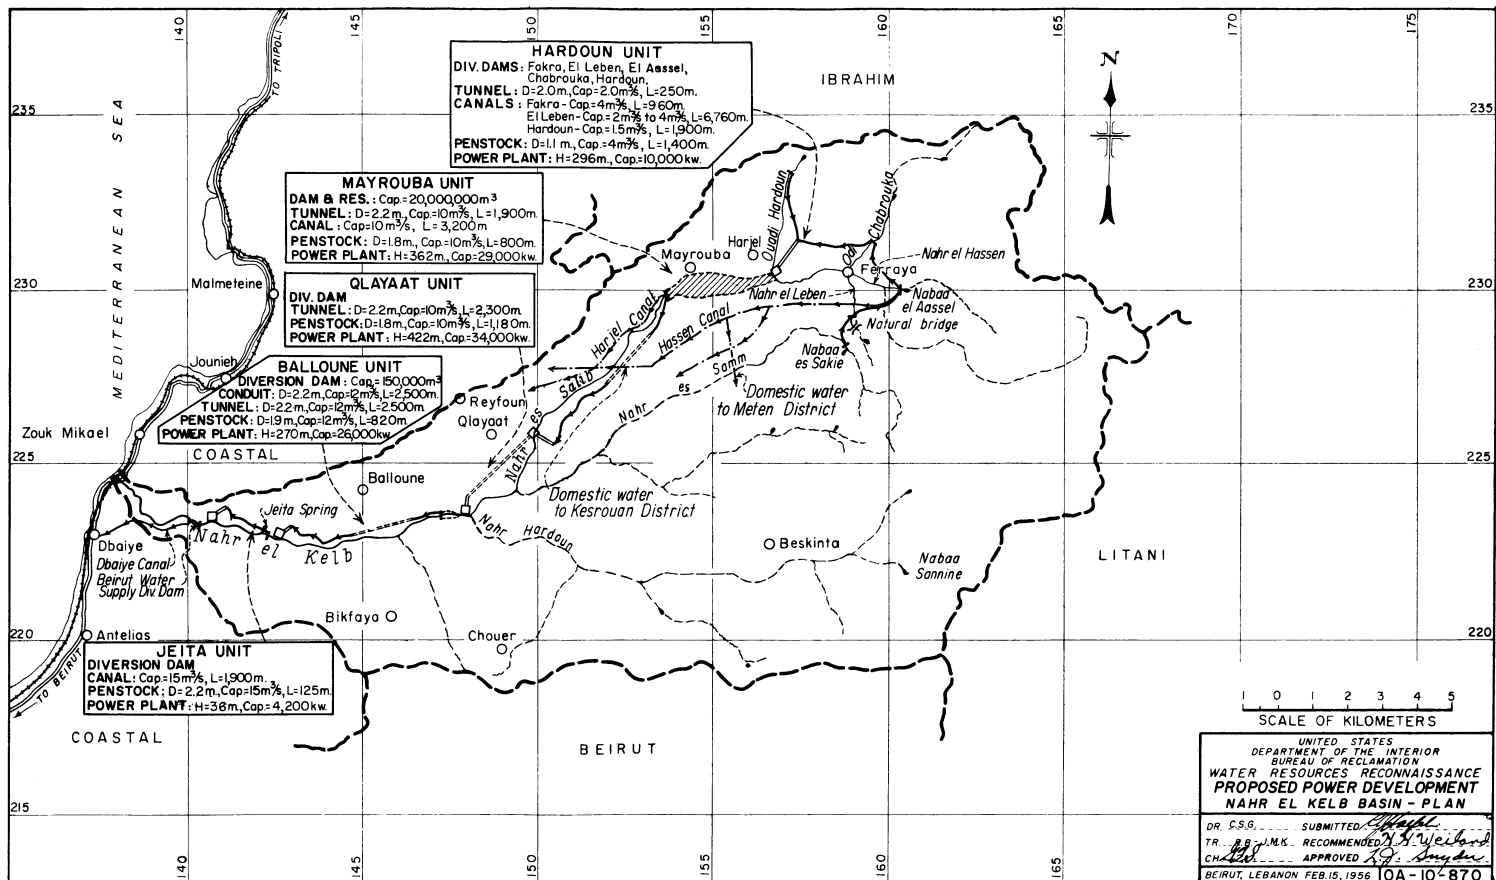 140
145
150
155
160
165
170
175
TO TRIPOLI
MEDITERRANEAN SEA
IBRAHIM
N
235
235
HARDOUN UNIT
DIV. DAMS: Fakra, El Leben, El Aassel,
Chabrouka, Hardoun.
TUNNEL: D=2.0m., Cap=2.0m³/s, L=250m.
CANALS: Fakra-Cap.=4m³/s, L=960m.
El Leben-Cap.=2m³/s to 4m³/s, L=6,760m.
Hardoun-Cap.=1.5m³/s, L=1,900m.
PENSTOCK: D=1.1 m., Cap.=4m³/s, L=1,400m.
POWER PLANT: H=296m., Cap.=10,000kw.
MAYROUBA UNIT
DAM & RES.: Cap.=20,000,000m³
TUNNEL: D=2.2m., Cap.=10m³/s, L=1,900m.
CANAL: Cap=10m³/s, L=3,200m
PENSTOCK: D=1.8m., Cap.=10m³/s, L=800m.
POWER PLANT: H=362m., Cap.=29,000kw.
QLAYAAT UNIT
DIV. DAM
TUNNEL: D=2.2m, Cap=10m³/s, L=2,300m.
PENSTOCK: D=1.8m., Cap=10m³/s, L=1,180m.
POWER PLANT: H=422m., Cap.=34,000kw.
BALLOUNE UNIT
DIVERSION DAM: Cap.=150,000m³
CONDUIT: D=2.2m, Cap=12m³/s, L=2,500m.
TUNNEL: D=2.2m., Cap=12m³/s, L=2.500m.
PENSTOCK: D=1.9m, Cap=12m³/s, L=820m.
POWER PLANT: H=270m, Cap.=26,000kw.
Ouadi Hardoun
Oadi Chabrouka
Harjel
Mayrouba
Nahr el Hassen
Ferraya
230
230
Malmeteine
Nahr el Leben
Nabaa
el Aassel
Harjel Canal
Hassen Canal
Natural bridge
Nabaa
es Sakie
Jounieh
Nahr es Salib
Nahr es Samm
Domestic water
to Meten District
Reyfoun
Qlayaat
Zouk Mikael
COASTAL
225
225
Balloune
Domestic water
to Kesrouan District
Jeita Spring
Nahr el Kelb
Nahr Hardoun
Beskinta
Nabaa
Sannine
LITANI
Dbaiye
Dbaiye Canal
Beirut Water
Supply Div. Dam
Bikfaya
Chouer
220
220
Antelias
TO BEIRUT
JEITA UNIT
DIVERSION DAM
CANAL: Cap.=15m³/s, L=1,900m.
PENSTOCK: D=2.2m., Cap=15m³/s, L=125m.
POWER PLANT: H=36m., Cap.=4,200kw.
COASTAL
BEIRUT
1 0 1 2 3 4 5
SCALE OF KILOMETERS
215
140
145
150
155
160
UNITED STATES
DEPARTMENT OF THE INTERIOR
BUREAU OF RECLAMATION
WATER RESOURCES RECONNAISSANCE
PROPOSED POWER DEVELOPMENT
NAHR EL KELB BASIN - PLAN
DR. C.S.G. SUBMITTED
TR. R.B.-J.M.K. RECOMMENDED H. H. Weiland
CH. APPROVED L. J. Snyder
BEIRUT, LEBANON FEB. 15, 1956 OA-10-870